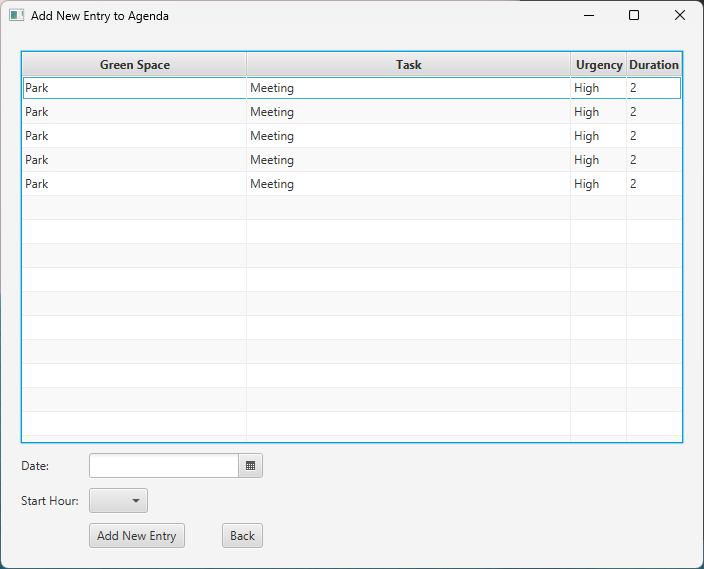 Add New Entry to Agenda
Green Space Task Urgency Duration
Park Meeting High 2
Park Meeting High 2
Park Meeting High 2
Park Meeting High 2
Park Meeting High 2
Date:
Start Hour:
Add New Entry Back